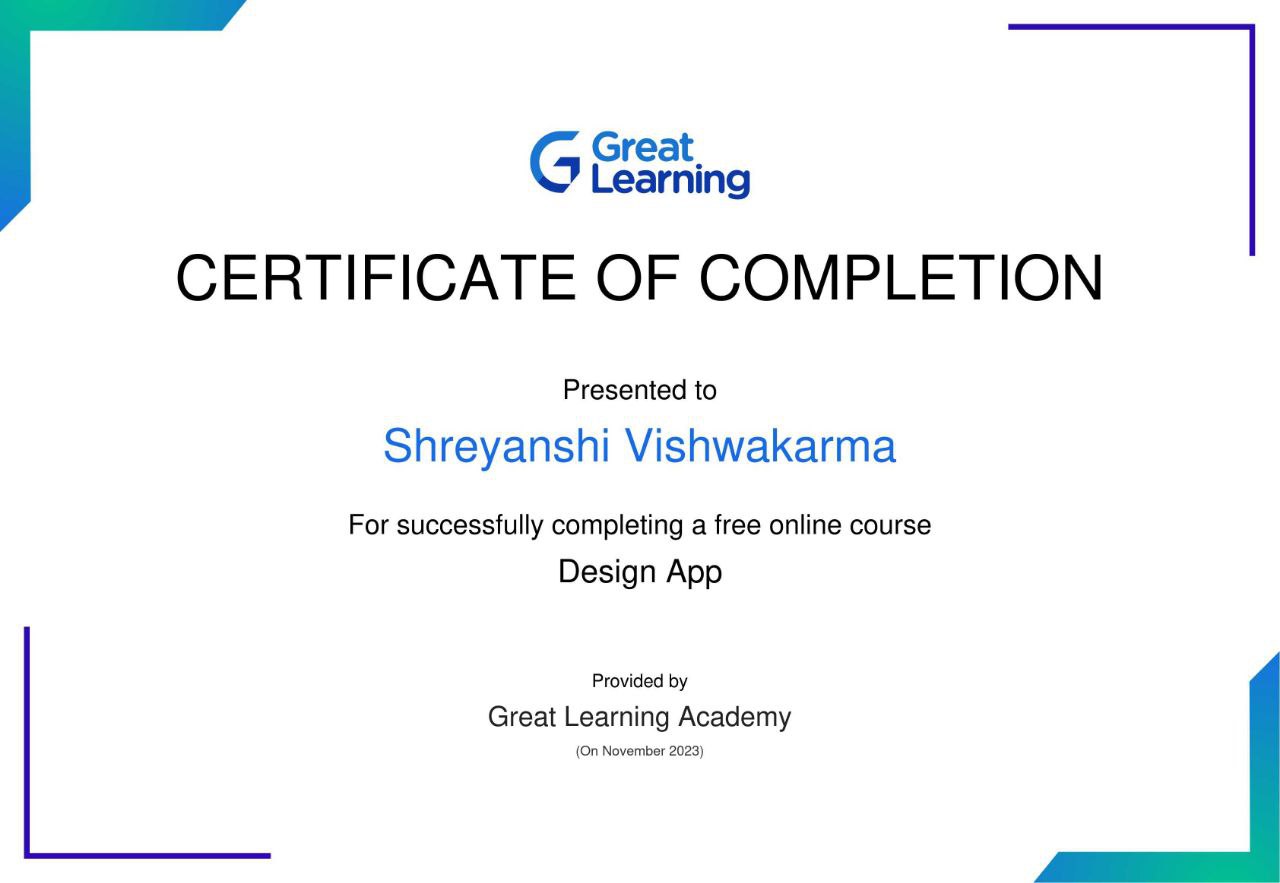 Great
Learning
CERTIFICATE OF COMPLETION
Presented to
Shreyanshi Vishwakarma
For successfully completing a free online course
Design App
Provided by
Great Learning Academy
(On November 2023)